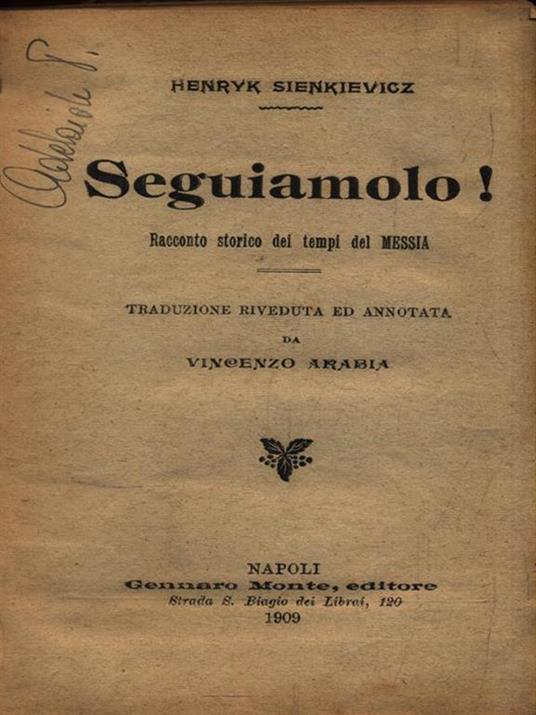 Adelaide P.
HENRYK SIENKIEVICZ
Seguiamolo !
Racconto storico dei tempi del MESSIA
TRADUZIONE RIVEDUTA ED ANNOTATA
DA
VINCENZO ARABIA
NAPOLI
Gennaro Monte, editore
Strada S. Biagio dei Librai, 120
1909